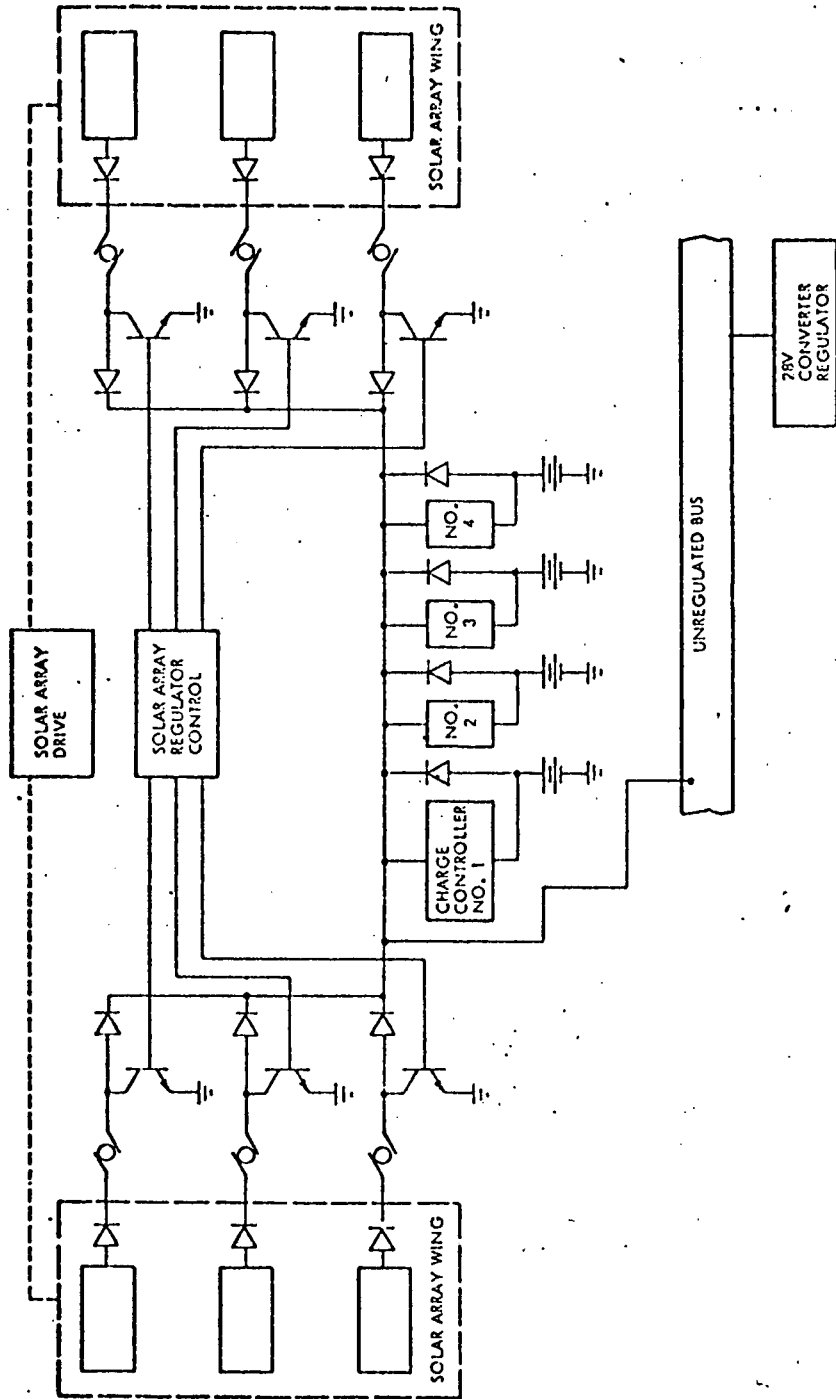 SOLAR ARRAY
DRIVE
SOLAR ARRAY
REGULATOR
CONTROL
SOLAR ARRAY WING
SOLAR ARRAY WING
CHARGE
CONTROLLER
NO. 1
NO.
2
NO.
3
NO.
4
UNREGULATED BUS
28V
CONVERTER
REGULATOR